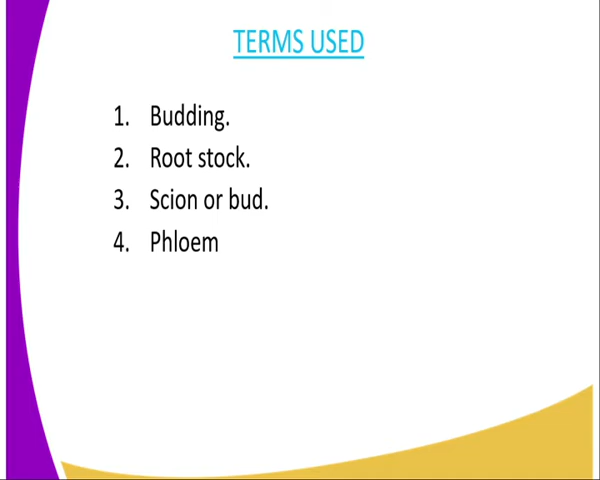 TERMS USED
1. Budding.
2. Root stock.
3. Scion or bud.
4. Phloem